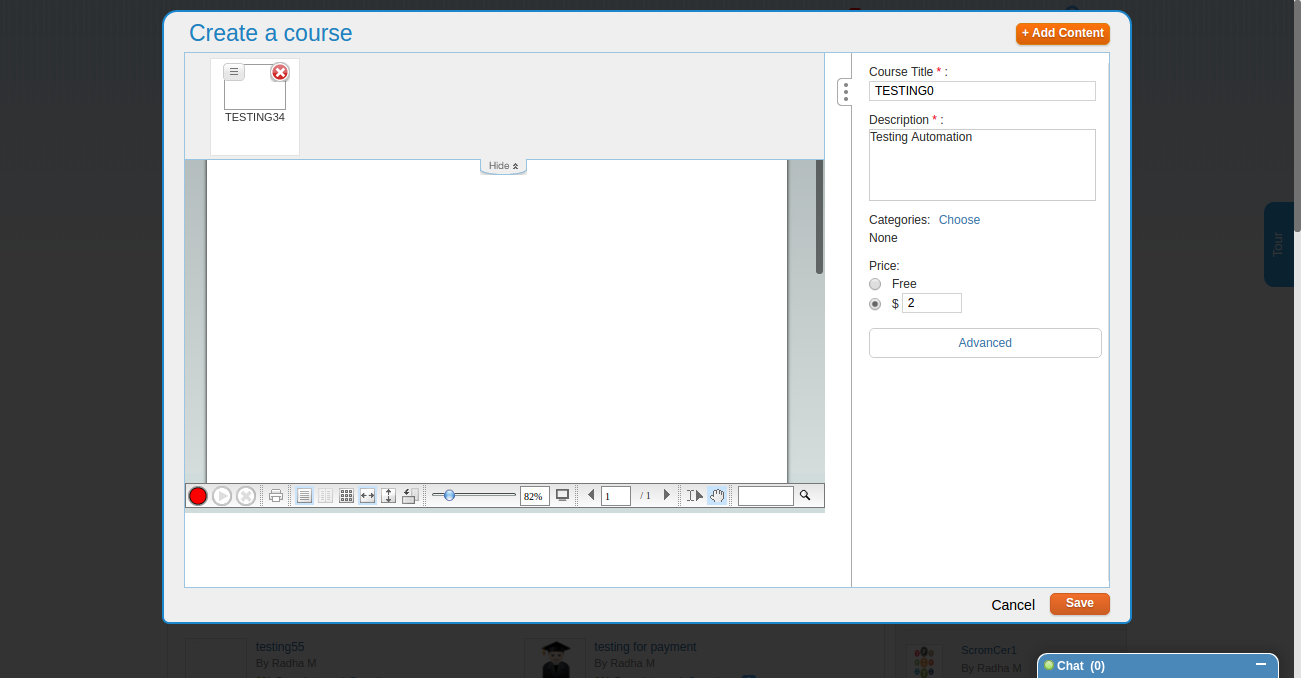 Create a course
+ Add Content
TESTING34
Hide
Course Title * :
TESTING0
Description * :
Testing Automation
Categories: Choose
None
Price:
Free
$ 2
Advanced
Tour
82%
1
/ 1
Cancel
Save
testing55
By Radha M
testing for payment
By Radha M
ScromCer1
By Radha M
Chat (0)